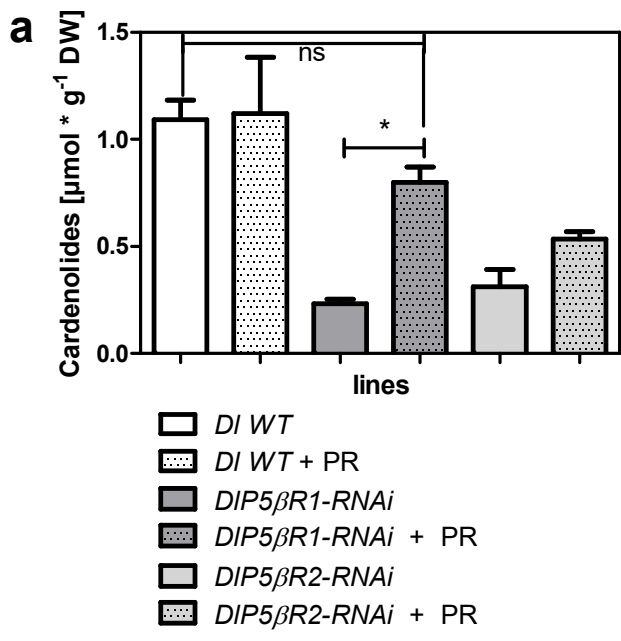 a
Cardenolides [µmol * g⁻¹ DW]
1.5
1.0
0.5
0.0
ns
*
lines
Dl WT
Dl WT + PR
DlP5βR1-RNAi
DlP5βR1-RNAi + PR
DlP5βR2-RNAi
DlP5βR2-RNAi + PR